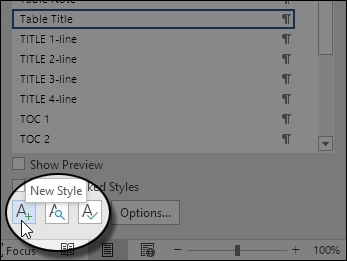 Table Note
Table Title ¶
TITLE 1-line ¶
TITLE 2-line ¶
TITLE 3-line ¶
TITLE 4-line ¶
TOC 1 ¶
TOC 2 ¶
Show Preview
New Style
ked Styles
Options...
Focus
100%